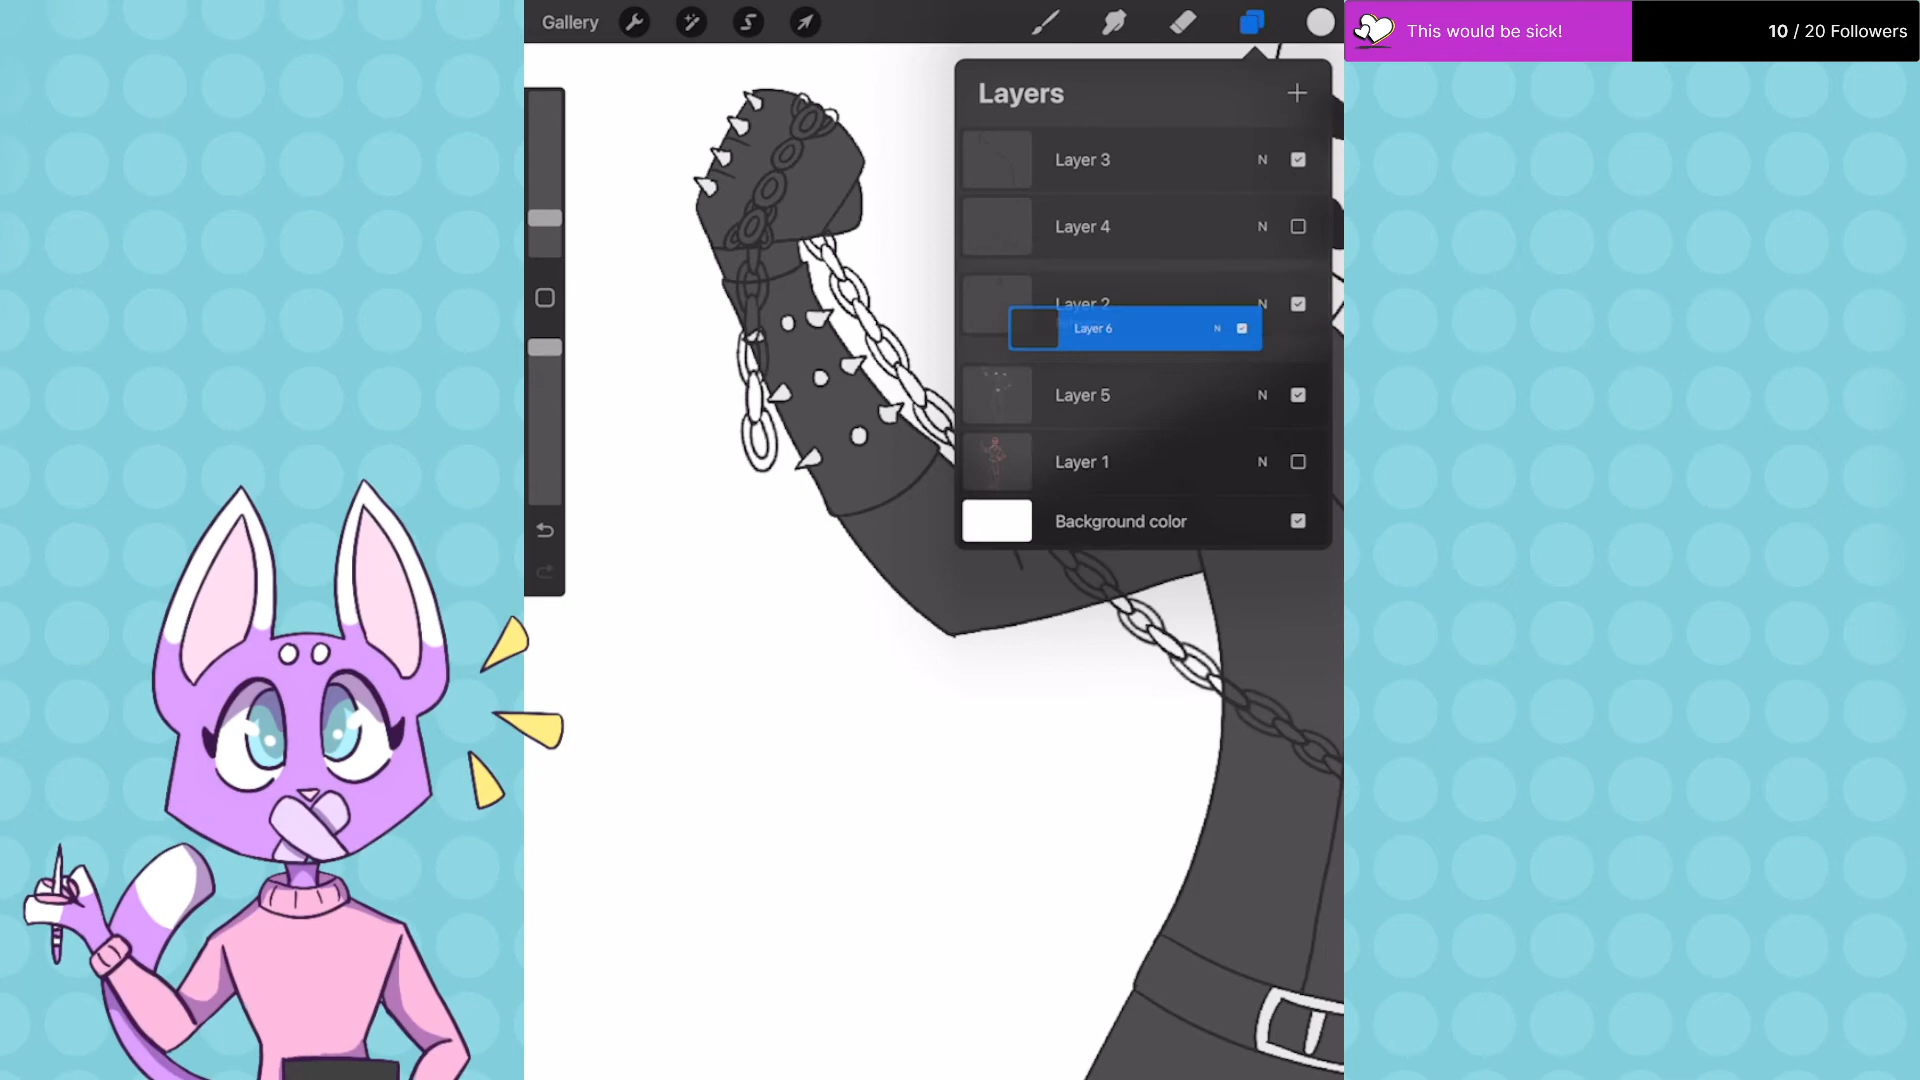 Gallery
This would be sick!
10 / 20 Followers
Layers
Layer 3 N
Layer 4 N
Layer 2 N
Layer 6 N
Layer 5 N
Layer 1 N
Background color